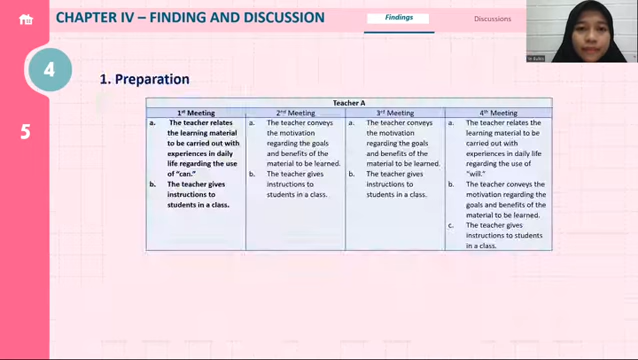 CHAPTER IV – FINDING AND DISCUSSION
Findings
Discussions
4
5
1. Preparation
Teacher A
1st Meeting
a. The teacher relates
the learning material
to be carried out with
experiences in daily
life regarding the use
of "can."
b. The teacher gives
instructions to
students in a class.
2nd Meeting
a. The teacher conveys
the motivation
regarding the goals
and benefits of the
material to be learned.
b. The teacher gives
instructions to
students in a class.
3rd Meeting
a. The teacher conveys
the motivation
regarding the goals
and benefits of the
material to be learned.
b. The teacher gives
instructions to
students in a class.
4th Meeting
a. The teacher relates the
learning material to be
carried out with
experiences in daily life
regarding the use of
"will."
b. The teacher conveys the
motivation regarding the
goals and benefits of the
material to be learned.
c. The teacher gives
instructions to students
in a class.